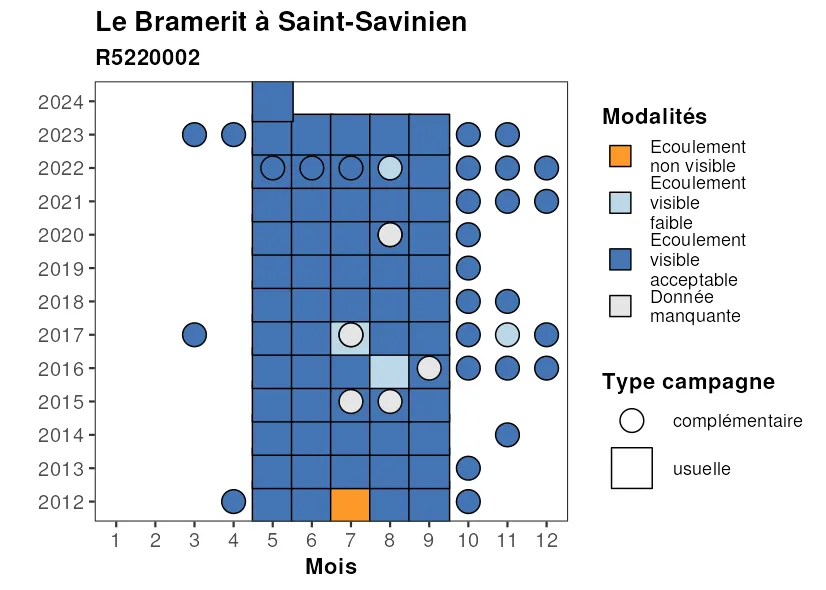 Le Bramerit à Saint-Savinien
R5220002
2024
2023
2022
2021
2020
2019
2018
2017
2016
2015
2014
2013
2012
1 2 3 4 5 6 7 8 9 10 11 12
Mois
Modalités
Ecoulement
non visible
Ecoulement
visible
faible
Ecoulement
visible
acceptable
Donnée
manquante
Type campagne
complémentaire
usuelle